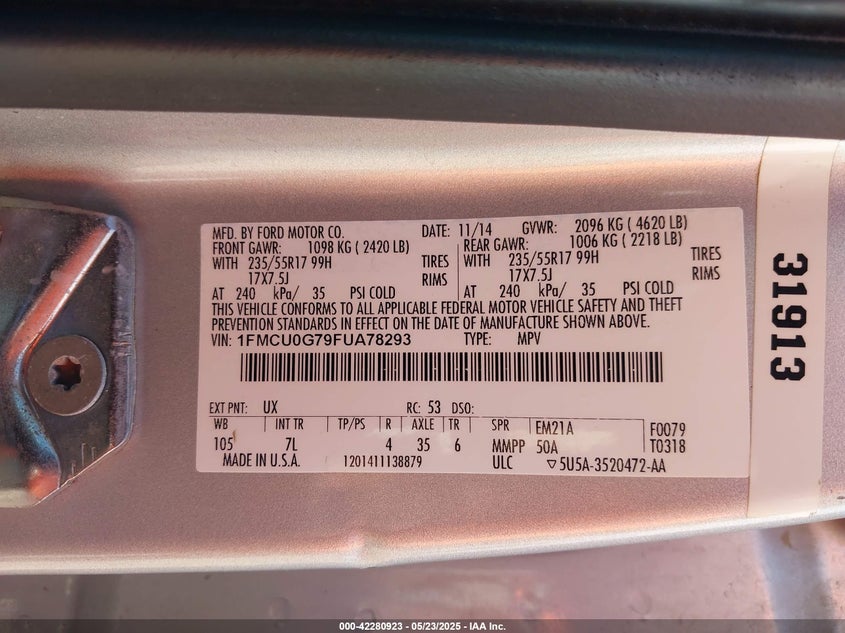 MFD. BY FORD MOTOR CO. DATE: 11/14 GVWR: 2096 KG ( 4620 LB)
FRONT GAWR: 1098 KG ( 2420 LB) REAR GAWR: 1006 KG ( 2218 LB)
WITH 235/55R17 99H TIRES WITH 235/55R17 99H TIRES
17X7.5J RIMS 17X7.5J RIMS
AT 240 kPa/ 35 PSI COLD AT 240 kPa/ 35 PSI COLD
THIS VEHICLE CONFORMS TO ALL APPLICABLE FEDERAL MOTOR VEHICLE SAFETY AND THEFT
PREVENTION STANDARDS IN EFFECT ON THE DATE OF MANUFACTURE SHOWN ABOVE.
VIN: 1FMCU0G79FUA78293 TYPE: MPV
EXT PNT: UX RC: 53 DSO:
WB INT TR TP/PS R AXLE TR SPR EM21A F0079
105 7L 4 35 6 MMPP 50A T0318
MADE IN U.S.A. 1201411138879 ULC ▽5U5A-3520472-AA
31913
000-42280923 - 05/23/2025 - IAA Inc.